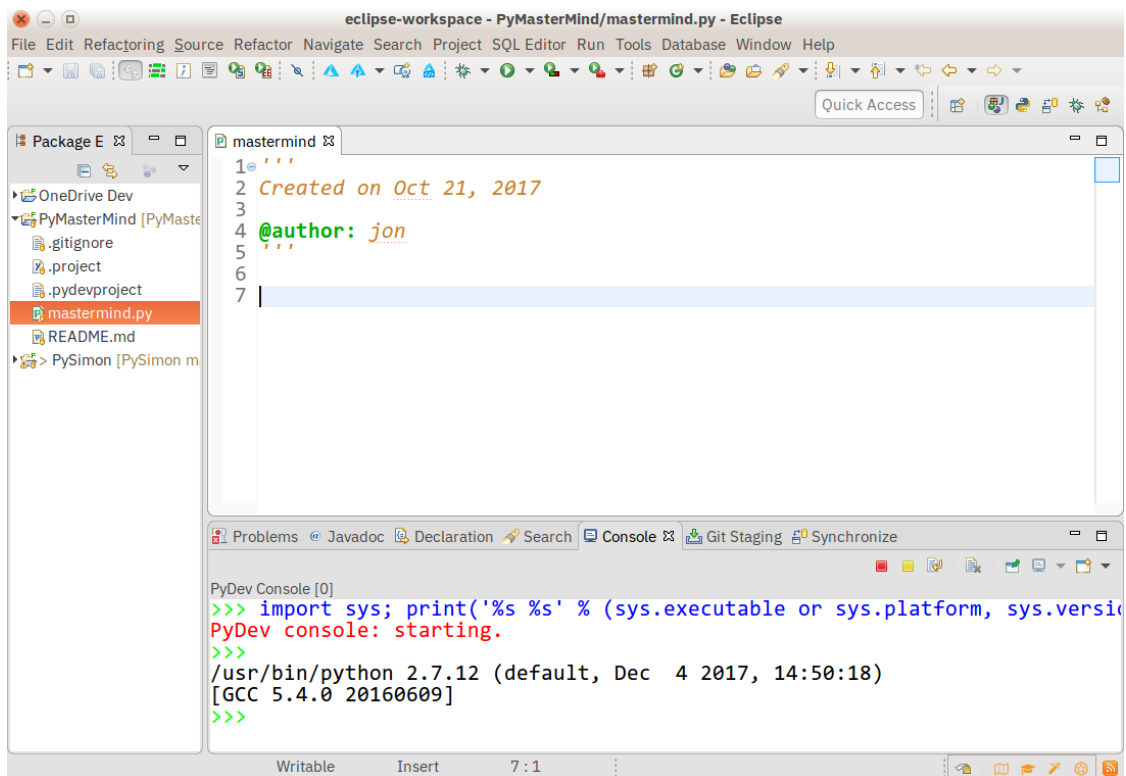 eclipse-workspace - PyMasterMind/mastermind.py - Eclipse
File Edit Refactoring Source Refactor Navigate Search Project SQL Editor Run Tools Database Window Help
Quick Access
Package E
OneDrive Dev
PyMasterMind [PyMaste
.gitignore
.project
.pydevproject
mastermind.py
README.md
> PySimon [PySimon m
mastermind
1 '''
2 Created on Oct 21, 2017
3
4 @author: jon
5 '''
6
7
Problems @ Javadoc Declaration Search Console Git Staging Synchronize
PyDev Console [0]
>>> import sys; print('%s %s' % (sys.executable or sys.platform, sys.versio
PyDev console: starting.
>>>
/usr/bin/python 2.7.12 (default, Dec  4 2017, 14:50:18)
[GCC 5.4.0 20160609]
>>>
Writable Insert 7 : 1